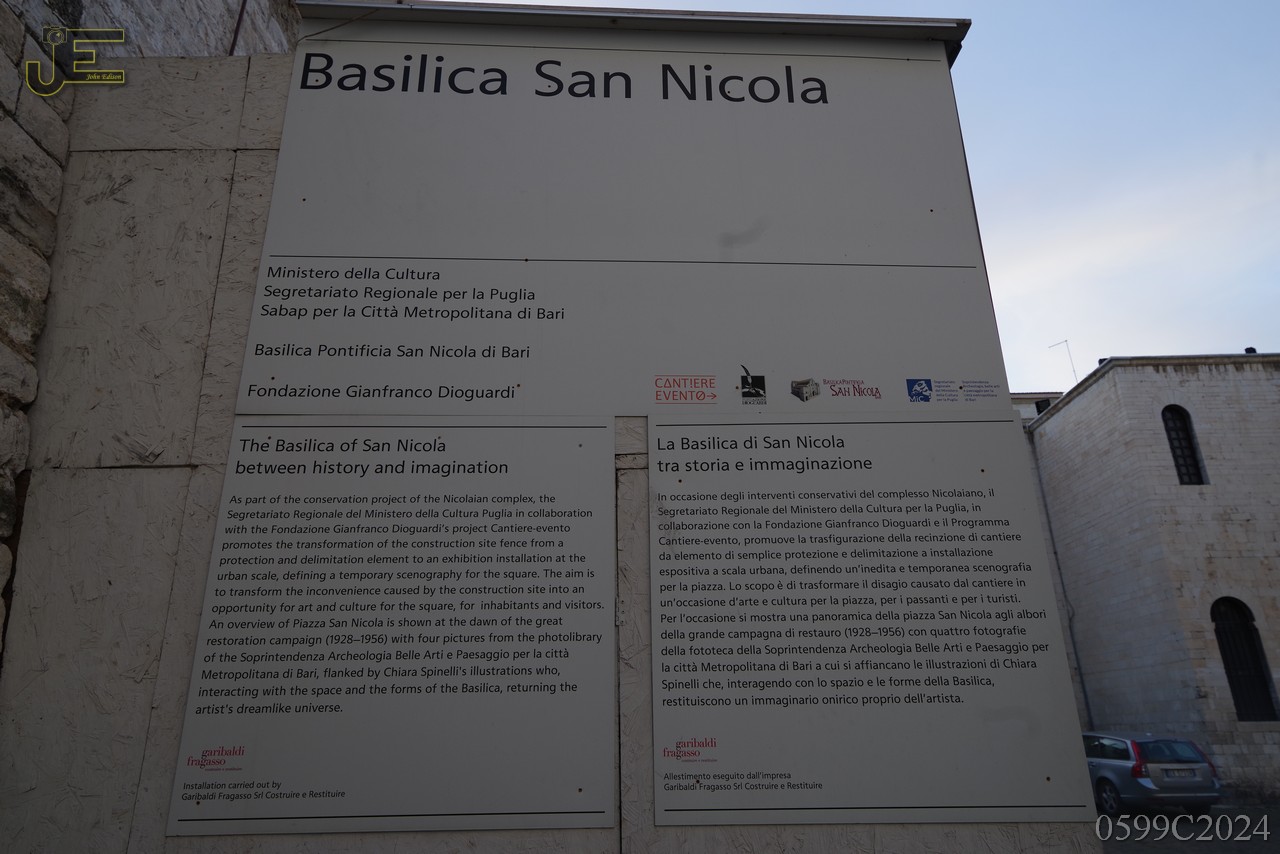 JE
John Edison
Basilica San Nicola
Ministero della Cultura
Segretariato Regionale per la Puglia
Sabap per la Città Metropolitana di Bari
Basilica Pontificia San Nicola di Bari
Fondazione Gianfranco Dioguardi
CANTIERE
EVENTO
BASILICA PONTIFICIA
SAN NICOLA
MIC
The Basilica of San Nicola
between history and imagination
As part of the conservation project of the Nicolaian complex, the
Segretariato Regionale del Ministero della Cultura Puglia in collaboration
with the Fondazione Gianfranco Dioguardi's project Cantiere-evento
promotes the transformation of the construction site fence from a
protection and delimitation element to an exhibition installation at the
urban scale, defining a temporary scenography for the square. The aim is
to transform the inconvenience caused by the construction site into an
opportunity for art and culture for the square, for inhabitants and visitors.
An overview of Piazza San Nicola is shown at the dawn of the great
restoration campaign (1928–1956) with four pictures from the photolibrary
of the Soprintendenza Archeologia Belle Arti e Paesaggio per la città
Metropolitana di Bari, flanked by Chiara Spinelli's illustrations who,
interacting with the space and the forms of the Basilica, returning the
artist's dreamlike universe.
garibaldi
fragasso
Installation carried out by
Garibaldi Fragasso Srl Costruire e Restituire
La Basilica di San Nicola
tra storia e immaginazione
In occasione degli interventi conservativi del complesso Nicolaiano, il
Segretariato Regionale del Ministero della Cultura per la Puglia, in
collaborazione con la Fondazione Gianfranco Dioguardi e il Programma
Cantiere-evento, promuove la trasfigurazione della recinzione di cantiere
da elemento di semplice protezione e delimitazione a installazione
espositiva a scala urbana, definendo un'inedita e temporanea scenografia
per la piazza. Lo scopo è di trasformare il disagio causato dal cantiere in
un'occasione d'arte e cultura per la piazza, per i passanti e per i turisti.
Per l'occasione si mostra una panoramica della piazza San Nicola agli albori
della grande campagna di restauro (1928–1956) con quattro fotografie
della fototeca della Soprintendenza Archeologia Belle Arti e Paesaggio per
la città Metropolitana di Bari a cui si affiancano le illustrazioni di Chiara
Spinelli che, interagendo con lo spazio e le forme della Basilica,
restituiscono un immaginario onirico proprio dell'artista.
garibaldi
fragasso
Allestimento eseguito dall'impresa
Garibaldi Fragasso Srl Costruire e Restituire
0599C2024